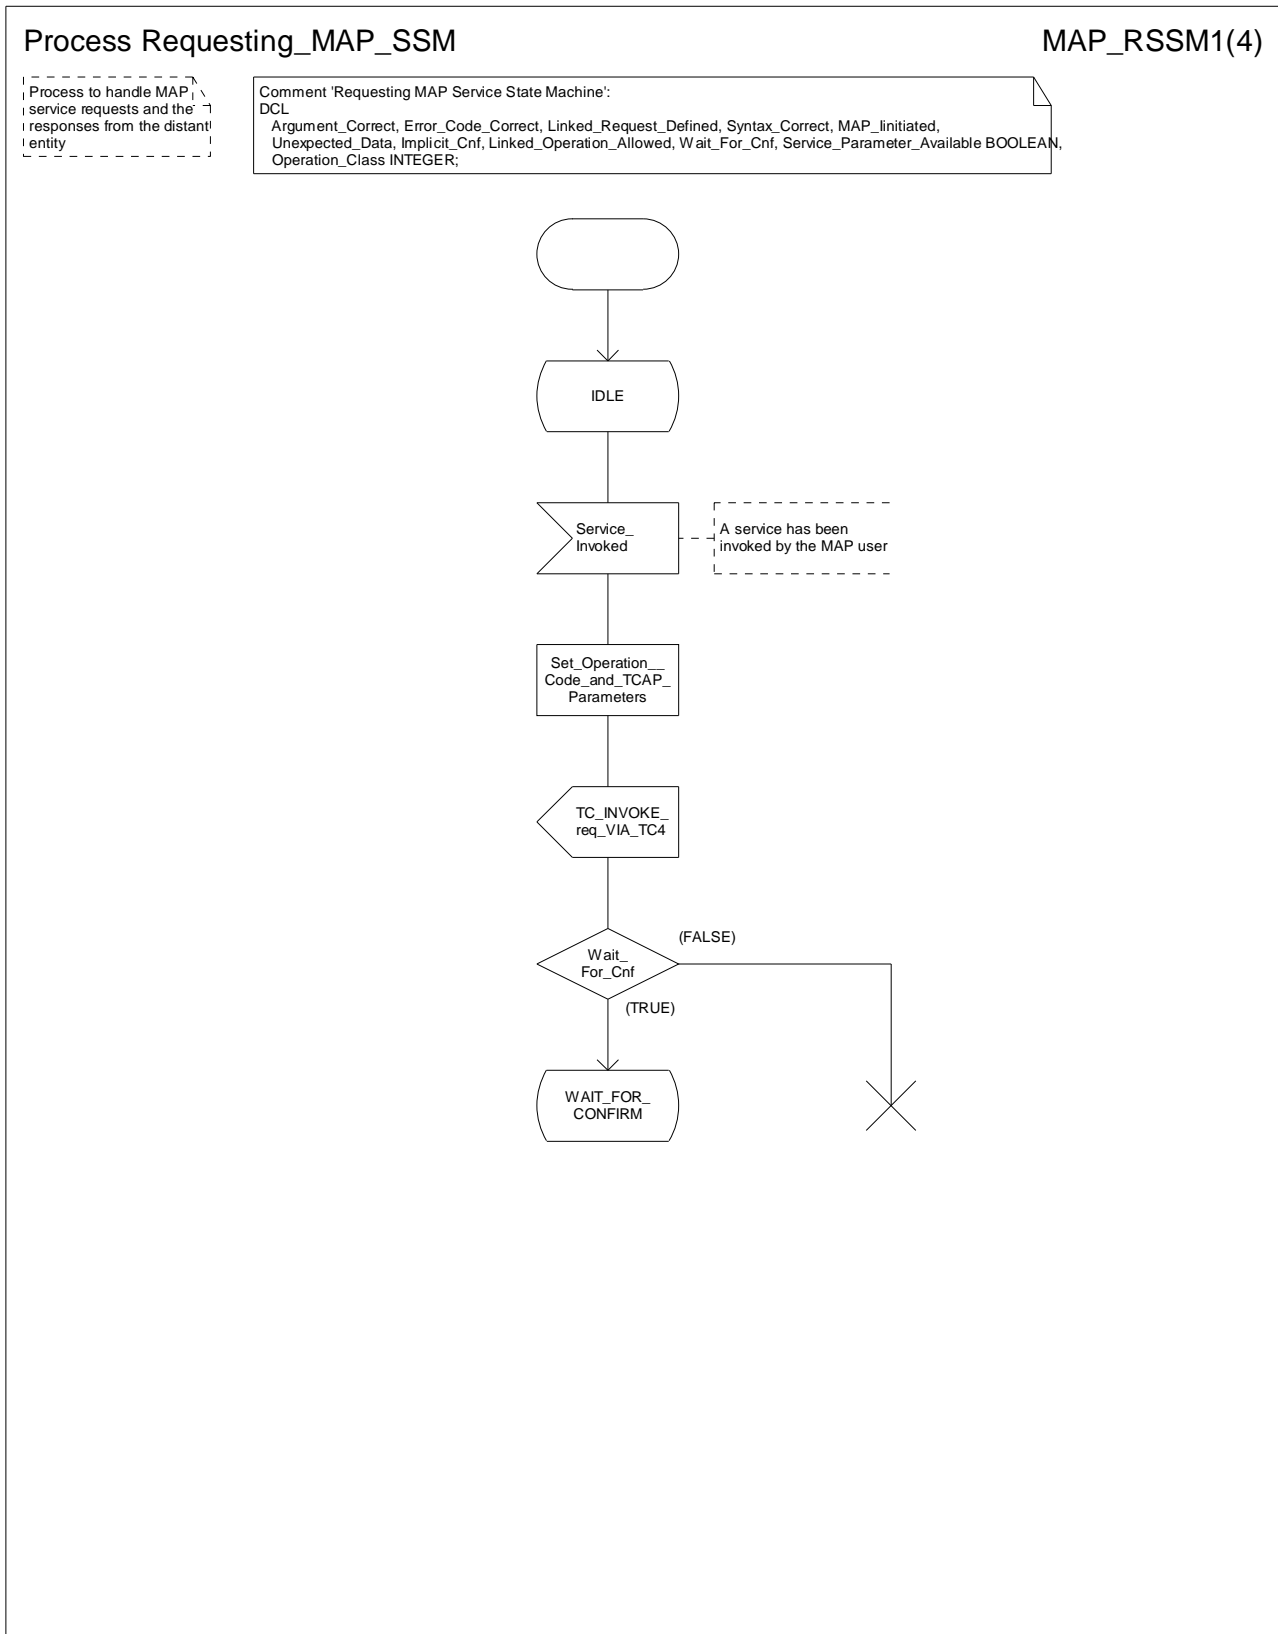 Process Requesting_MAP_SSM
MAP_RSSM1(4)
Process to handle MAP
service requests and the
responses from the distant
entity
Comment 'Requesting MAP Service State Machine':
DCL
Argument_Correct, Error_Code_Correct, Linked_Request_Defined, Syntax_Correct, MAP_Iinitiated,
Unexpected_Data, Implicit_Cnf, Linked_Operation_Allowed, Wait_For_Cnf, Service_Parameter_Available BOOLEAN,
Operation_Class INTEGER;
IDLE
Service_
Invoked
A service has been
invoked by the MAP user
Set_Operation__
Code_and_TCAP_
Parameters
TC_INVOKE_
req_VIA_TC4
Wait_
For_Cnf
(FALSE)
(TRUE)
WAIT_FOR_
CONFIRM